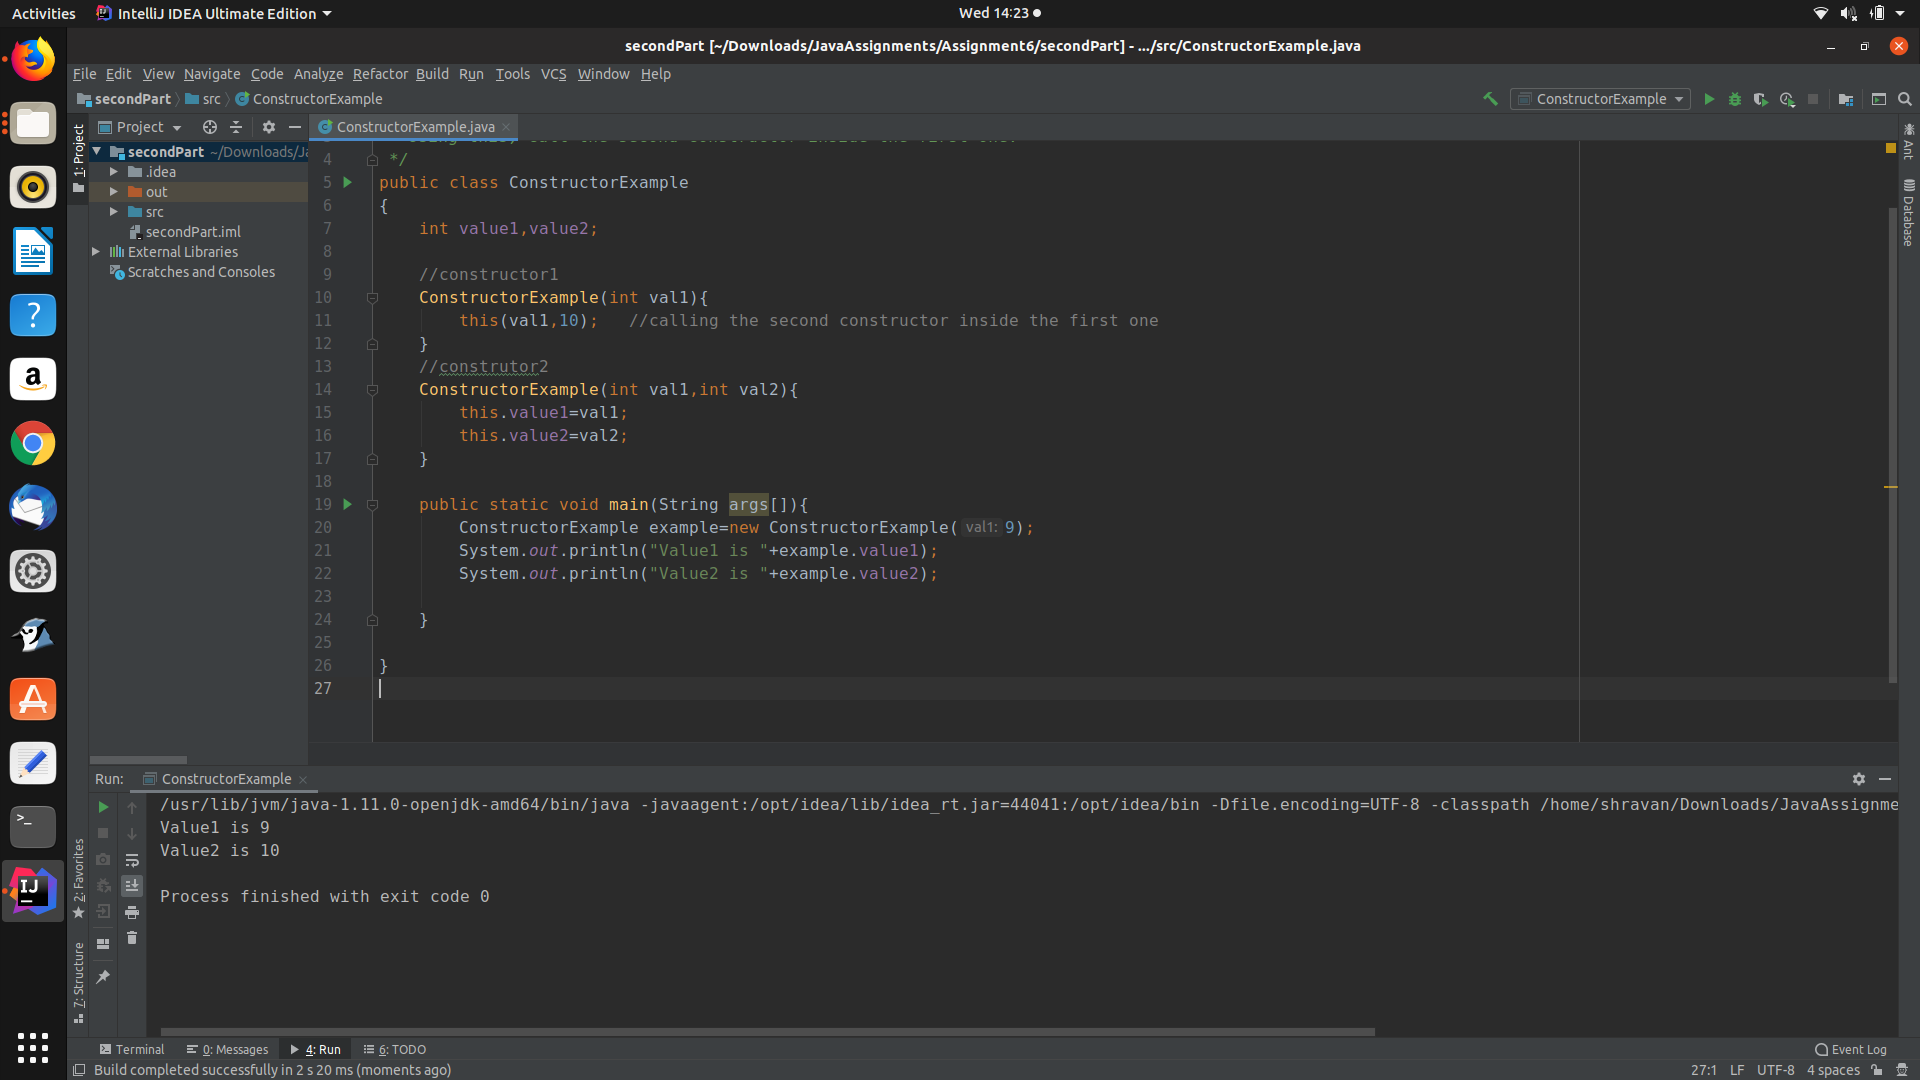 Activities IntelliJ IDEA Ultimate Edition Wed 14:23
secondPart [~/Downloads/JavaAssignments/Assignment6/secondPart] - .../src/ConstructorExample.java
File Edit View Navigate Code Analyze Refactor Build Run Tools VCS Window Help
secondPart src ConstructorExample ConstructorExample
1: Project
Project
secondPart ~/Downloads/Ja
.idea
out
src
secondPart.iml
External Libraries
Scratches and Consoles
ConstructorExample.java
4 */
5 public class ConstructorExample
6 {
7 int value1,value2;
8
9 //constructor1
10 ConstructorExample(int val1){
11 this(val1,10); //calling the second constructor inside the first one
12 }
13 //construtor2
14 ConstructorExample(int val1,int val2){
15 this.value1=val1;
16 this.value2=val2;
17 }
18
19 public static void main(String args[]){
20 ConstructorExample example=new ConstructorExample( val1: 9);
21 System.out.println("Value1 is "+example.value1);
22 System.out.println("Value2 is "+example.value2);
23
24 }
25
26 }
27
Ant
Database
Run: ConstructorExample
/usr/lib/jvm/java-1.11.0-openjdk-amd64/bin/java -javaagent:/opt/idea/lib/idea_rt.jar=44041:/opt/idea/bin -Dfile.encoding=UTF-8 -classpath /home/shravan/Downloads/JavaAssignme
Value1 is 9
Value2 is 10
Process finished with exit code 0
2: Favorites
7: Structure
Terminal 0: Messages 4: Run 6: TODO Event Log
Build completed successfully in 2 s 20 ms (moments ago) 27:1 LF UTF-8 4 spaces